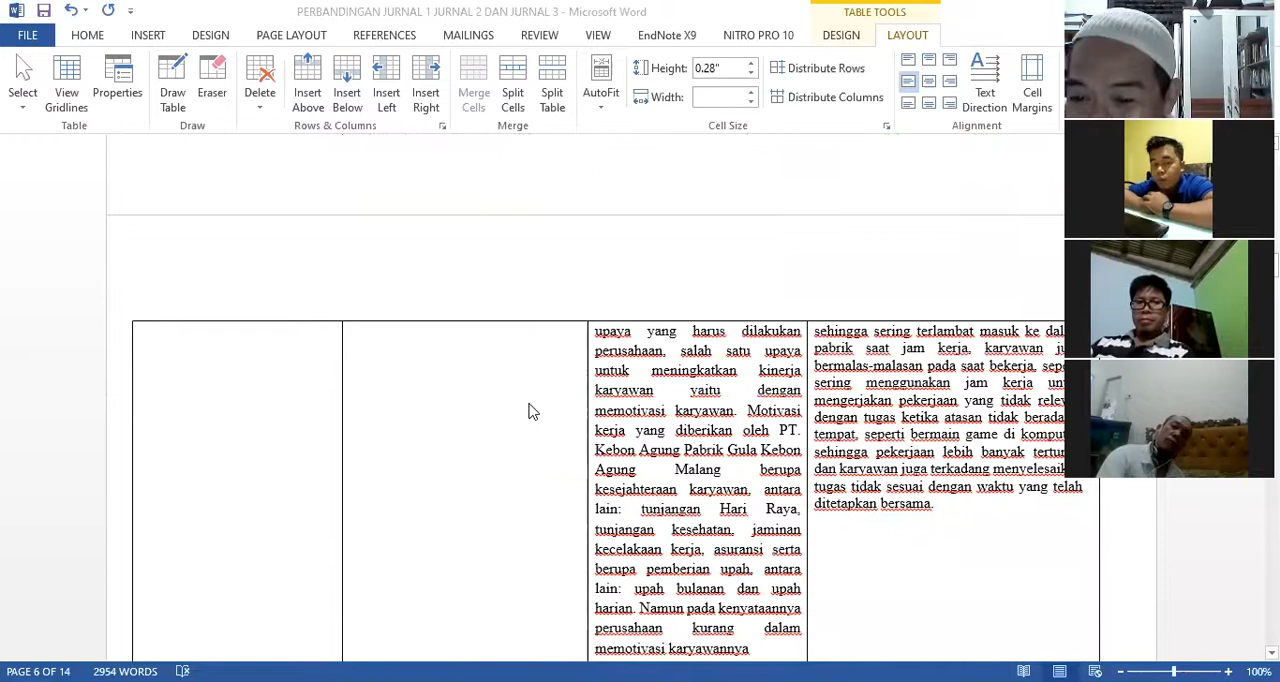 PERBANDINGAN JURNAL 1 JURNAL 2 DAN JURNAL 3 - Microsoft Word
TABLE TOOLS
FILE HOME INSERT DESIGN PAGE LAYOUT REFERENCES MAILINGS REVIEW VIEW EndNote X9 NITRO PRO 10 DESIGN LAYOUT
Select
View Gridlines
Properties
Table
Draw Table
Eraser
Draw
Delete
Insert Above
Insert Below
Insert Left
Insert Right
Rows & Columns
Merge Cells
Split Cells
Split Table
Merge
AutoFit
Height: 0.28"
Width:
Distribute Rows
Distribute Columns
Cell Size
Text Direction
Cell Margins
Alignment
upaya yang harus dilakukan
perusahaan, salah satu upaya
untuk meningkatkan kinerja
karyawan yaitu dengan
memotivasi karyawan. Motivasi
kerja yang diberikan oleh PT.
Kebon Agung Pabrik Gula Kebon
Agung Malang berupa
kesejahteraan karyawan, antara
lain: tunjangan Hari Raya,
tunjangan kesehatan, jaminan
kecelakaan kerja, asuransi serta
berupa pemberian upah, antara
lain: upah bulanan dan upah
harian. Namun pada kenyataannya
perusahaan kurang dalam
memotivasi karyawannya
sehingga sering terlambat masuk ke
pabrik saat jam kerja, karyawan
bermalas-malasan pada saat bekerja,
sering menggunakan jam kerja
mengerjakan pekerjaan yang tidak
dengan tugas ketika atasan tidak
tempat, seperti bermain game di
sehingga pekerjaan lebih banyak
dan karyawan juga terkadang
tugas tidak sesuai dengan waktu yang telah
ditetapkan bersama.
PAGE 6 OF 14 2954 WORDS 100%